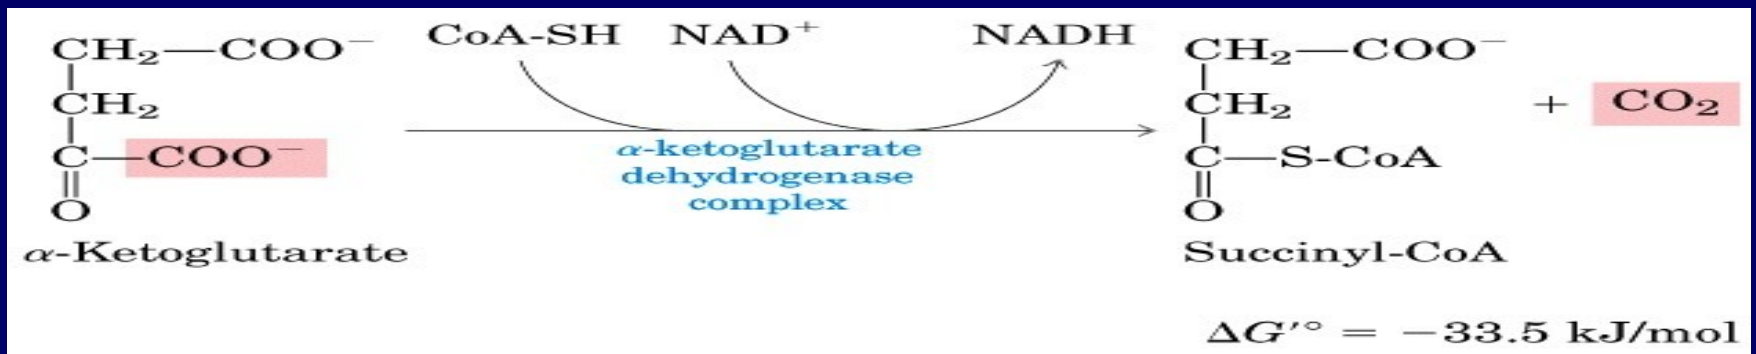 CH₂—COO⁻
CH₂
C—COO⁻
O
α-Ketoglutarate
CoA-SH NAD⁺ NADH
α-ketoglutarate
dehydrogenase
complex
CH₂—COO⁻
CH₂ + CO₂
C—S-CoA
O
Succinyl-CoA
ΔG′° = −33.5 kJ/mol